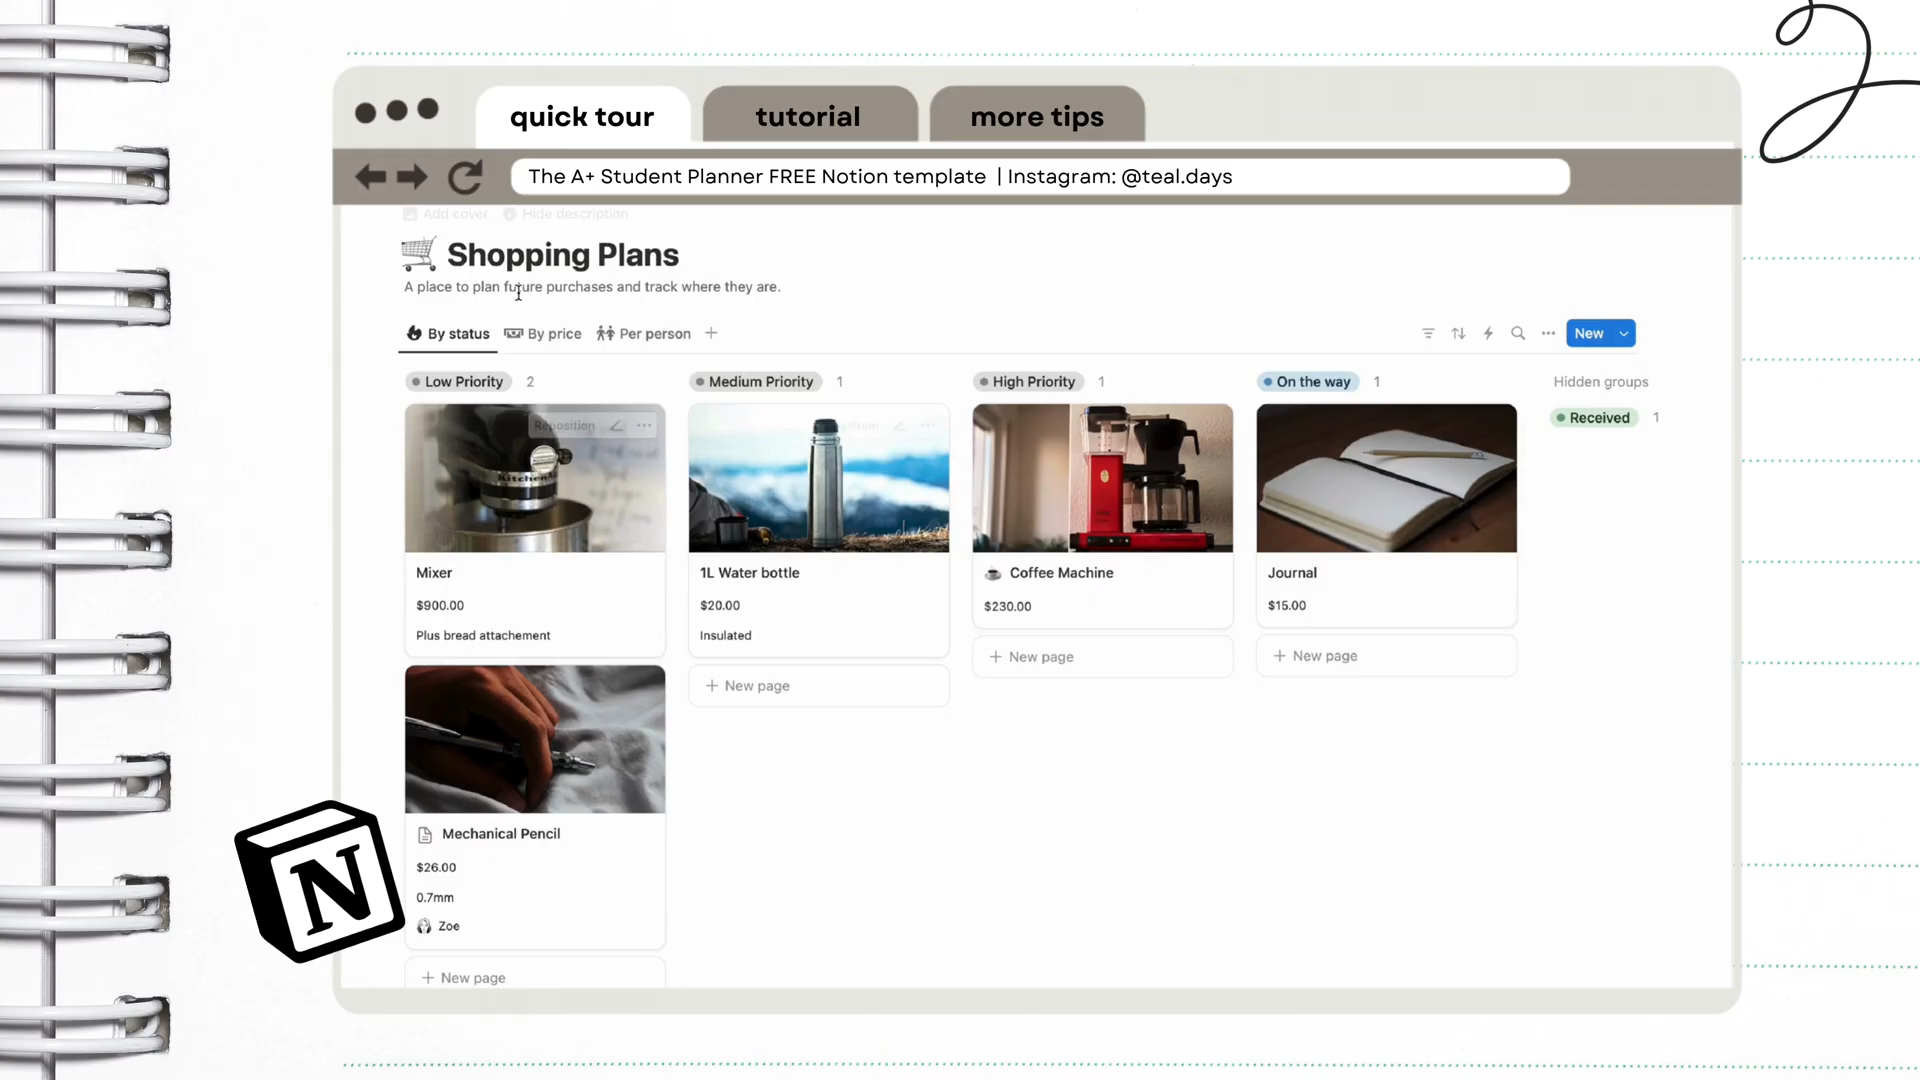 quick tour
tutorial
more tips
The A+ Student Planner FREE Notion template | Instagram: @teal.days
Add cover
Hide description
Shopping Plans
A place to plan future purchases and track where they are.
By status
By price
Per person
New
Low Priority 2
Medium Priority 1
High Priority 1
On the way 1
Hidden groups
Received 1
Reposition
KitchenA
Mixer
$900.00
Plus bread attachement
1L Water bottle
$20.00
Insulated
+ New page
Coffee Machine
$230.00
+ New page
Journal
$15.00
+ New page
Mechanical Pencil
$26.00
0.7mm
Zoe
+ New page
N